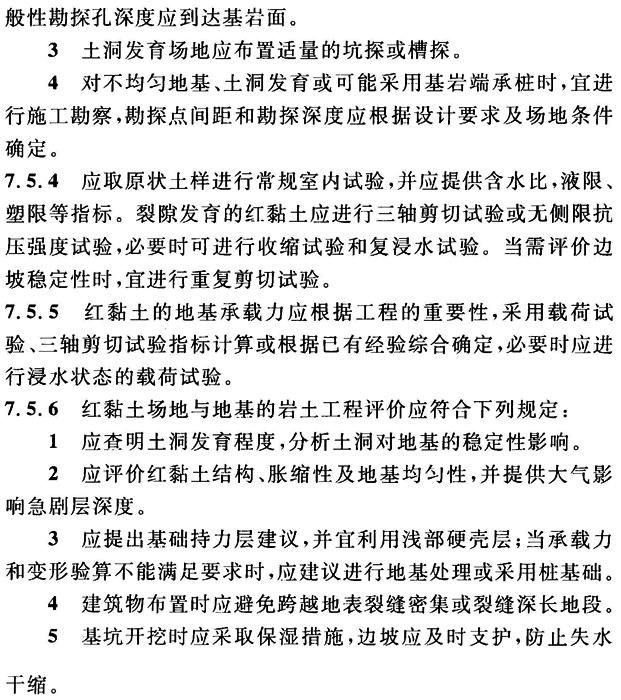 般性勘探孔深度应到达基岩面。
3 土洞发育场地应布置适量的坑探或槽探。
4 对不均匀地基、土洞发育或可能采用基岩端承桩时,宜进
行施工勘察,勘探点间距和勘探深度应根据设计要求及场地条件
确定。
7.5.4 应取原状土样进行常规室内试验,并应提供含水比,液限、
塑限等指标。裂隙发育的红黏土应进行三轴剪切试验或无侧限抗
压强度试验,必要时可进行收缩试验和复浸水试验。当需评价边
坡稳定性时,宜进行重复剪切试验。
7.5.5 红黏土的地基承载力应根据工程的重要性,采用载荷试
验、三轴剪切试验指标计算或根据已有经验综合确定,必要时应进
行浸水状态的载荷试验。
7.5.6 红黏土场地与地基的岩土工程评价应符合下列规定:
1 应查明土洞发育程度,分析土洞对地基的稳定性影响。
2 应评价红黏土结构、胀缩性及地基均匀性,并提供大气影
响急剧层深度。
3 应提出基础持力层建议,并宜利用浅部硬壳层;当承载力
和变形验算不能满足要求时,应建议进行地基处理或采用桩基础。
4 建筑物布置时应避免跨越地表裂缝密集或裂缝深长地段。
5 基坑开挖时应采取保湿措施,边坡应及时支护,防止失水
干缩。